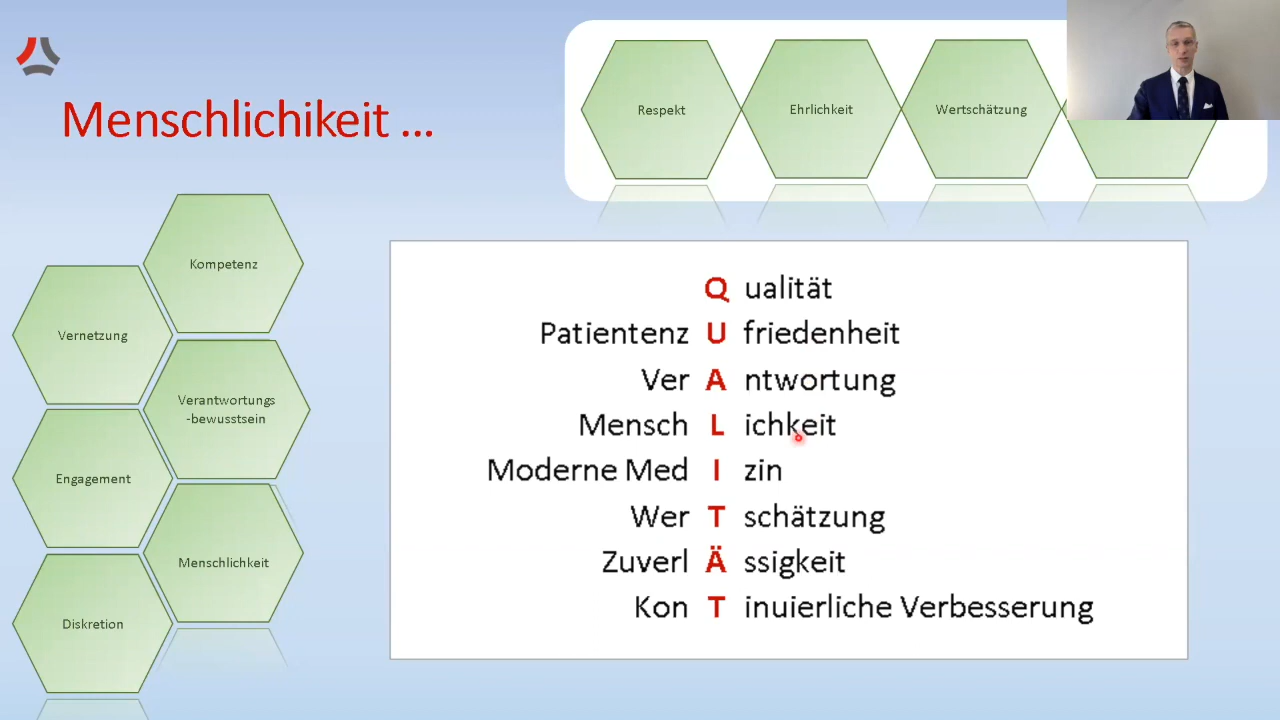 Menschlichikeit ...
Respekt
Ehrlichkeit
Wertschätzung
Kompetenz
Vernetzung
Verantwortungs
-bewusstsein
Engagement
Menschlichkeit
Diskretion
Q ualität
Patientenz U friedenheit
Ver A ntwortung
Mensch L ichkeit
Moderne Med I zin
Wer T schätzung
Zuverl Ä ssigkeit
Kon T inuierliche Verbesserung